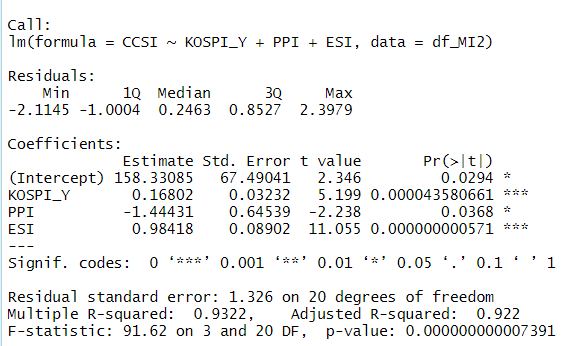 Call:
lm(formula = CCSI ~ KOSPI_Y + PPI + ESI, data = df_MI2)
Residuals:
Min 1Q Median 3Q Max
-2.1145 -1.0004 0.2463 0.8527 2.3979
Coefficients:
Estimate Std. Error t value Pr(>|t|)
(Intercept) 158.33085 67.49041 2.346 0.0294 *
KOSPI_Y 0.16802 0.03232 5.199 0.000043580661 ***
PPI -1.44431 0.64539 -2.238 0.0368 *
ESI 0.98418 0.08902 11.055 0.000000000571 ***
---
Signif. codes: 0 ‘***’ 0.001 ‘**’ 0.01 ‘*’ 0.05 ‘.’ 0.1 ‘ ’ 1
Residual standard error: 1.326 on 20 degrees of freedom
Multiple R-squared: 0.9322, Adjusted R-squared: 0.922
F-statistic: 91.62 on 3 and 20 DF, p-value: 0.000000000007391